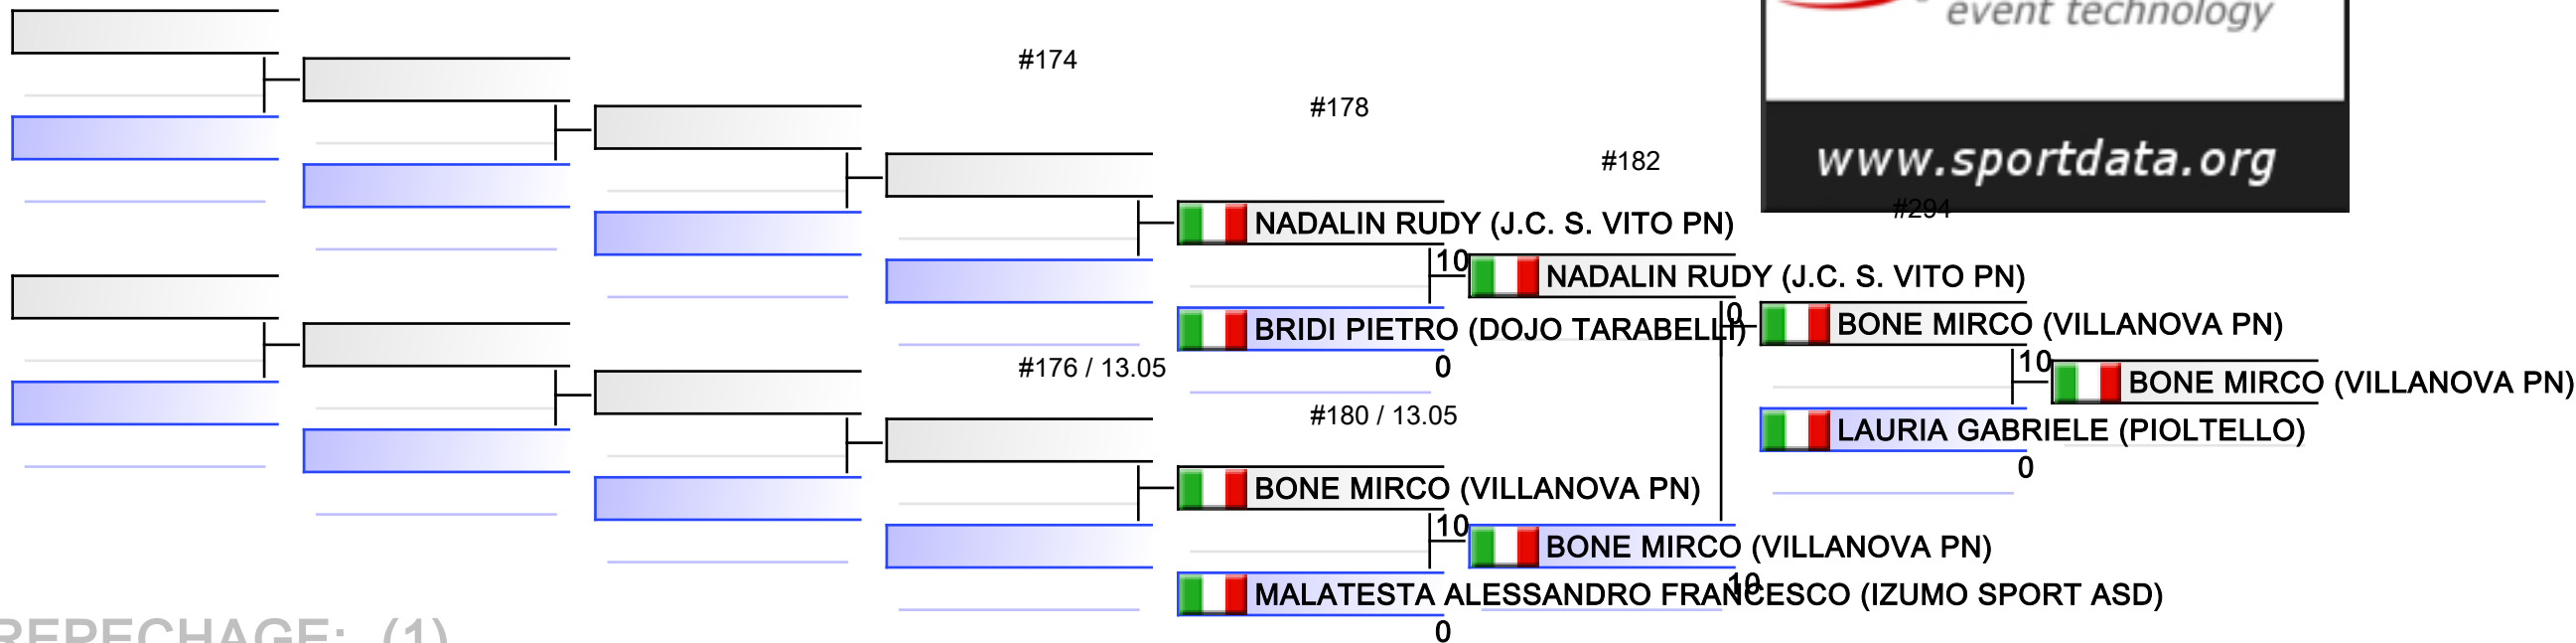 event technology
#174
#178
#182
www.sportdata.org
#294
NADALIN RUDY (J.C. S. VITO PN)
10
NADALIN RUDY (J.C. S. VITO PN)
0
BRIDI PIETRO (DOJO TARABELLI)
0
BONE MIRCO (VILLANOVA PN)
10
BONE MIRCO (VILLANOVA PN)
#176 / 13.05
#180 / 13.05
LAURIA GABRIELE (PIOLTELLO)
0
BONE MIRCO (VILLANOVA PN)
10
BONE MIRCO (VILLANOVA PN)
10
MALATESTA ALESSANDRO FRANCESCO (IZUMO SPORT ASD)
0
REPECHAGE: (1)